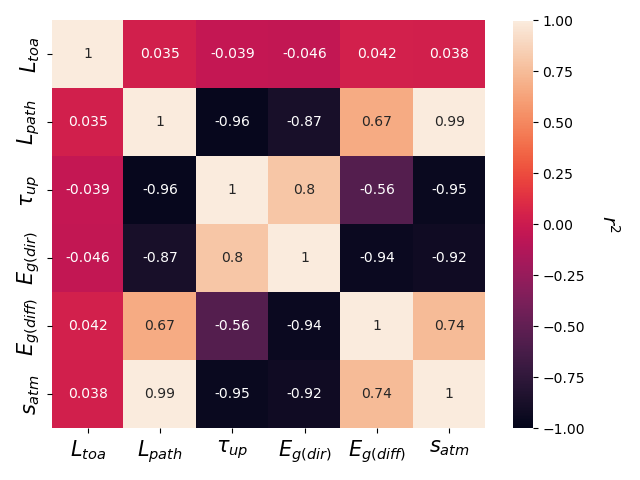 L_toa 1 0.035 -0.039 -0.046 0.042 0.038
L_path 0.035 1 -0.96 -0.87 0.67 0.99
τ_up -0.039 -0.96 1 0.8 -0.56 -0.95
E_g(dir) -0.046 -0.87 0.8 1 -0.94 -0.92
E_g(diff) 0.042 0.67 -0.56 -0.94 1 0.74
s_atm 0.038 0.99 -0.95 -0.92 0.74 1
L_toa L_path τ_up E_g(dir) E_g(diff) s_atm
1.00
0.75
0.50
0.25
0.00
−0.25
−0.50
−0.75
−1.00
r²